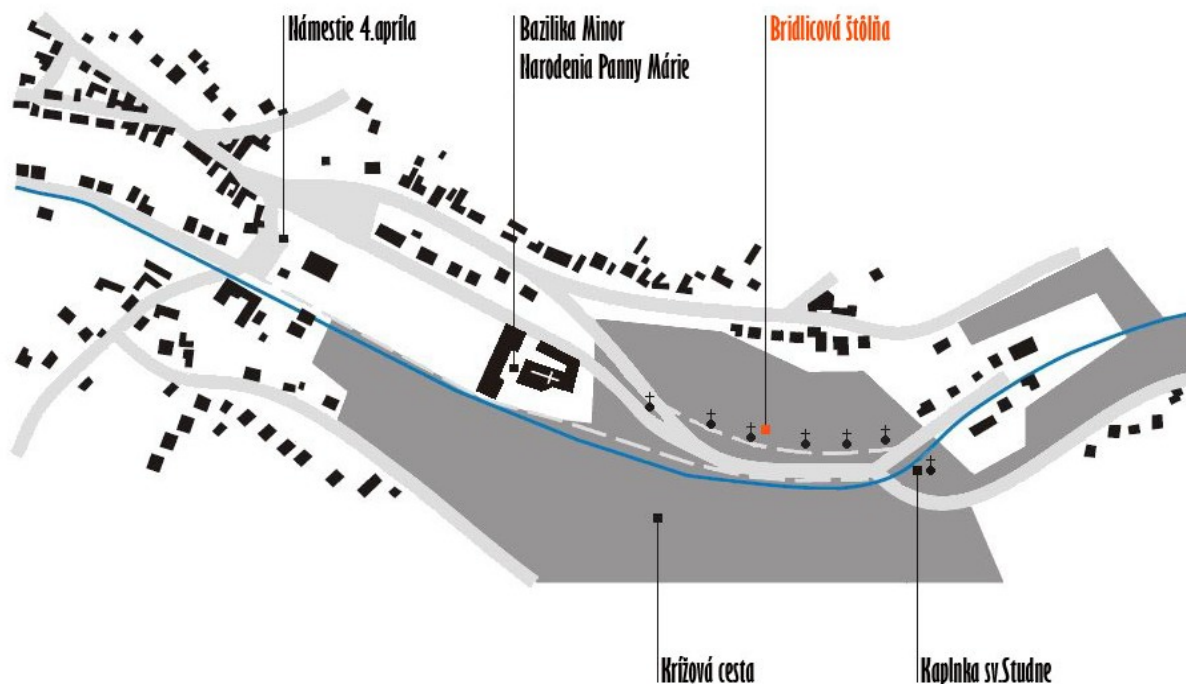 Námestie 4.apríla
Bazilika Minor
Narodenia Panny Márie
Bridlicová štôlňa
Krížová cesta
Kaplnka sv.Studne